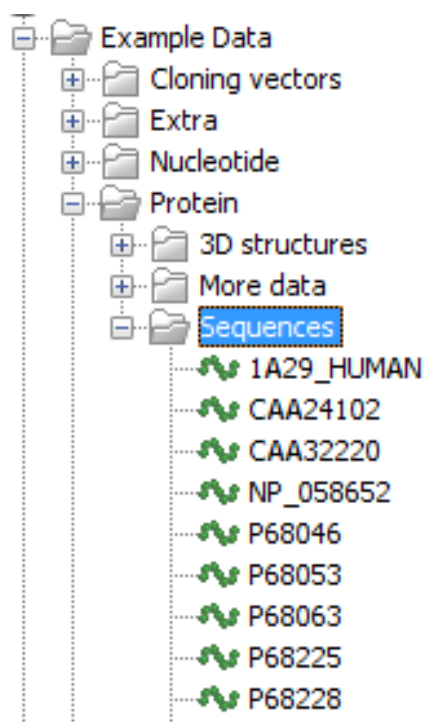 Example Data
Cloning vectors
Extra
Nucleotide
Protein
3D structures
More data
Sequences
1A29_HUMAN
CAA24102
CAA32220
NP_058652
P68046
P68053
P68063
P68225
P68228